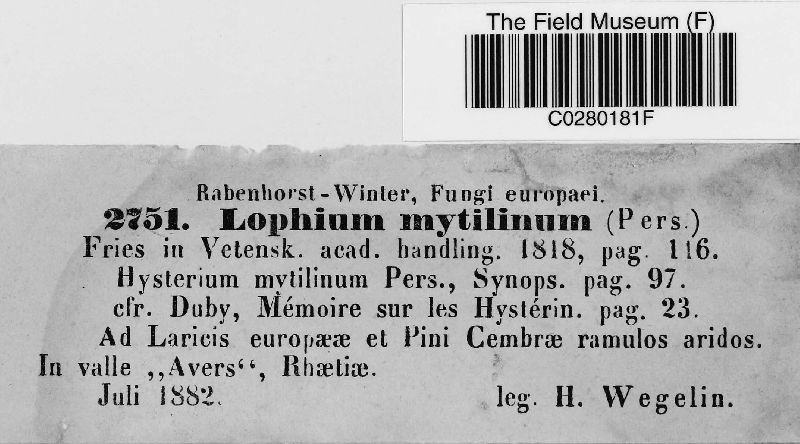 The Field Museum (F)
C0280181F
Rabenhorst-Winter, Fungi europaei.
2751. Lophium mytilinum (Pers.)
Fries in Vetensk. acad. handling. 1818, pag. 116.
Hysterium mytilinum Pers., Synops. pag. 97.
cfr. Duby, Mémoire sur les Hystérin. pag. 23.
Ad Laricis europææ et Pini Cembræ ramulos aridos.
In valle „Avers“, Rhætiæ.
Juli 1882. leg. H. Wegelin.